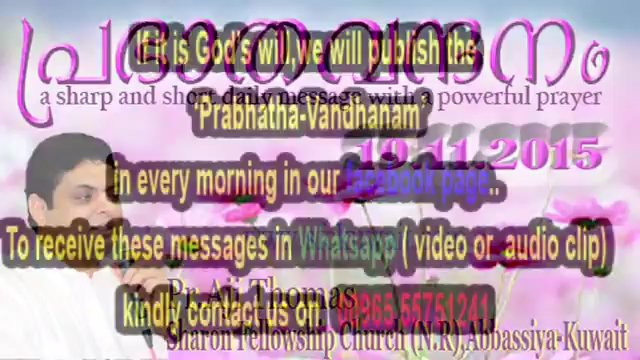 പ്രഭാതവന്ദനം
If it is God's will,we will publish the
a sharp and short daily message with a powerful prayer
'Prabhatha-Vandhanam'
19.11.2015
in every morning in our facebook page..
To receive these messages in Whatsapp ( video or audio clip)
Pr.Aji Thomas
kindly contact us on 00965 55751241
Sharon Fellowship Church (N.R),Abbassiya-Kuwait